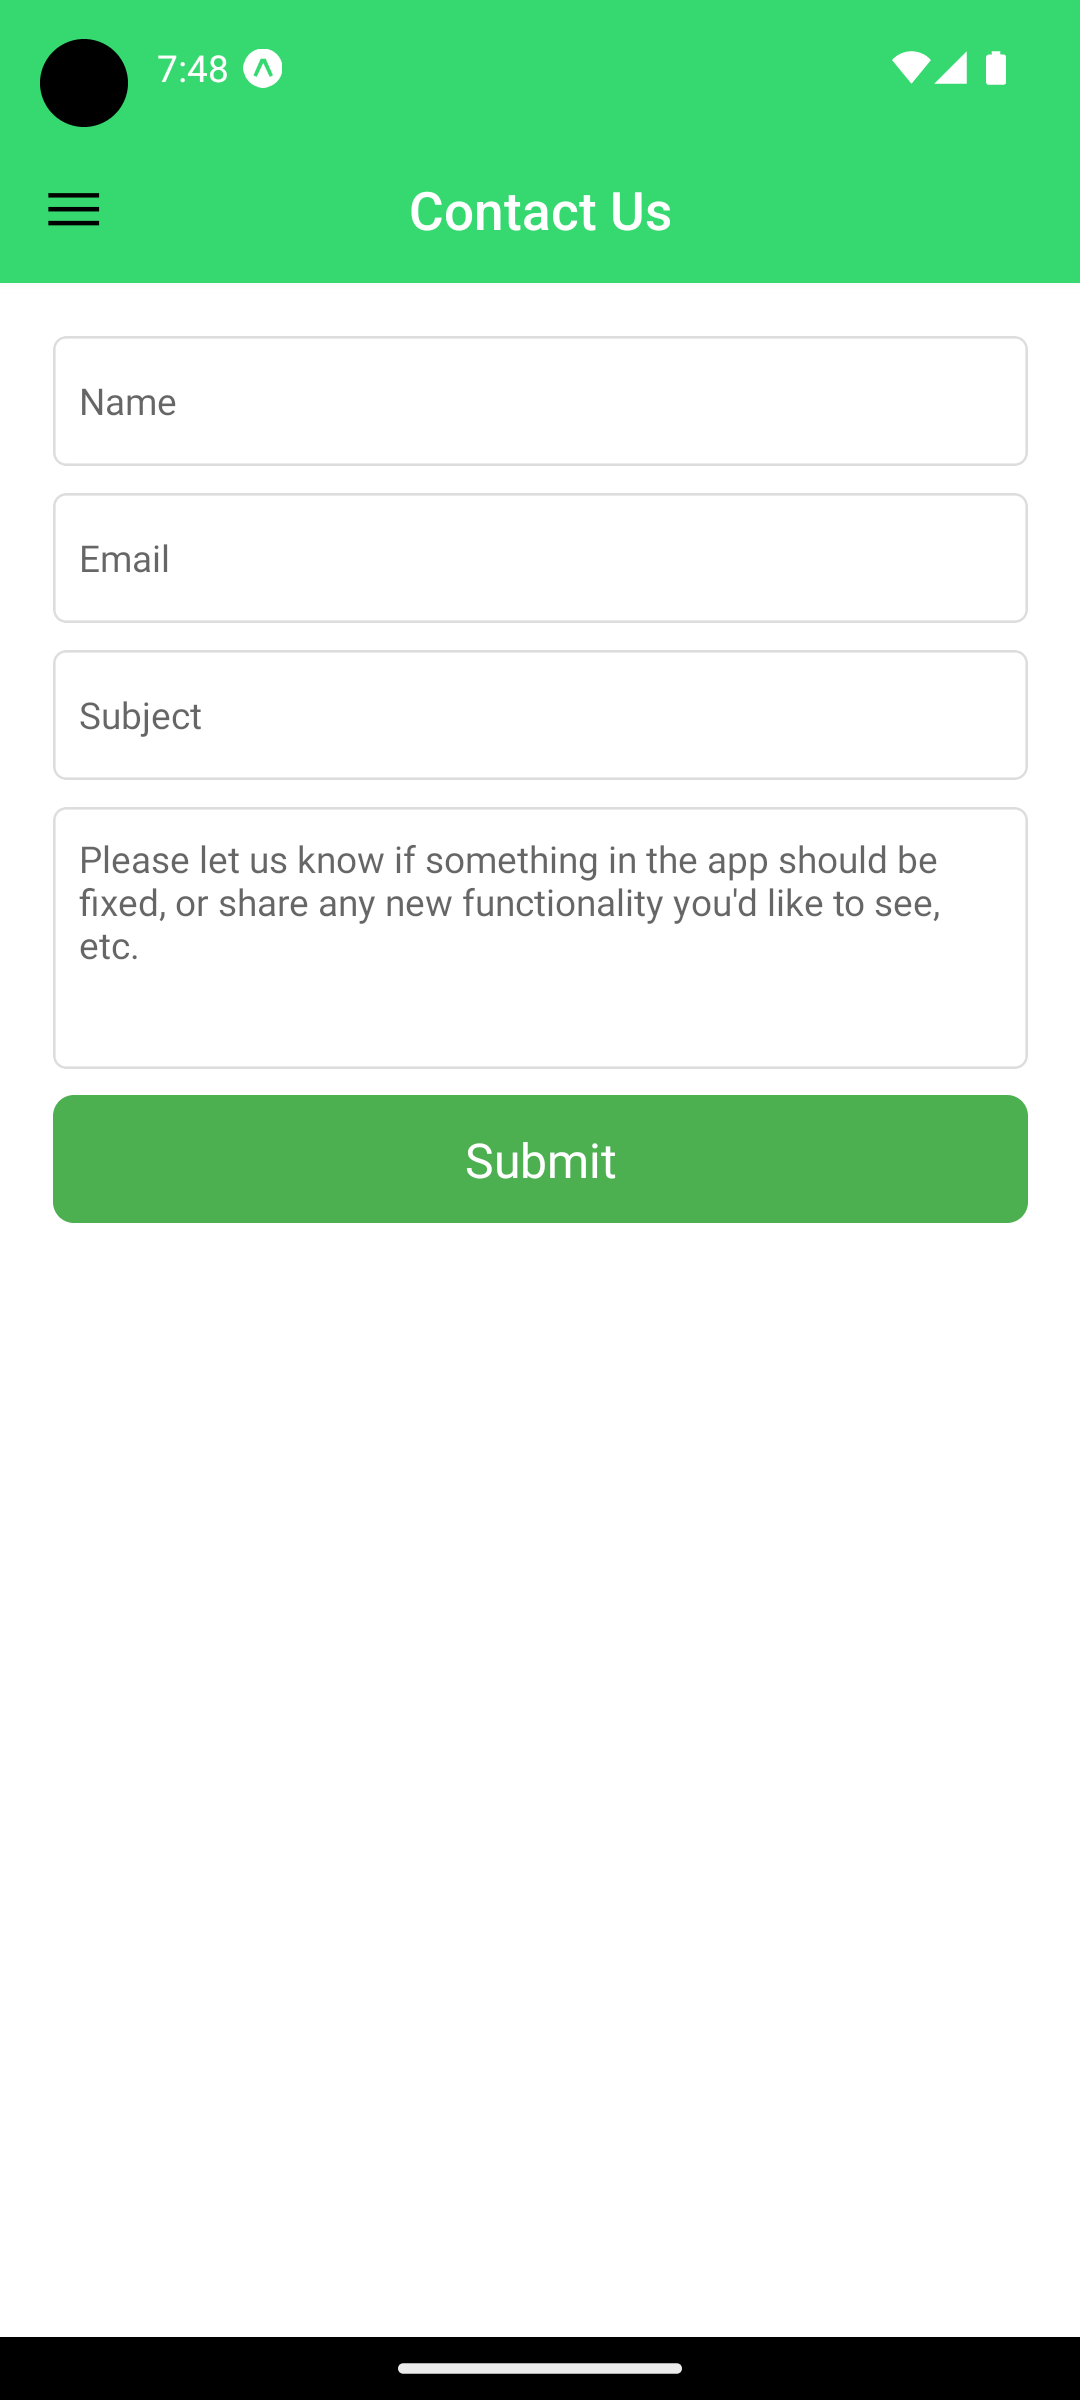 7:48
Contact Us
Name
Email
Subject
Please let us know if something in the app should be
fixed, or share any new functionality you'd like to see,
etc.
Submit